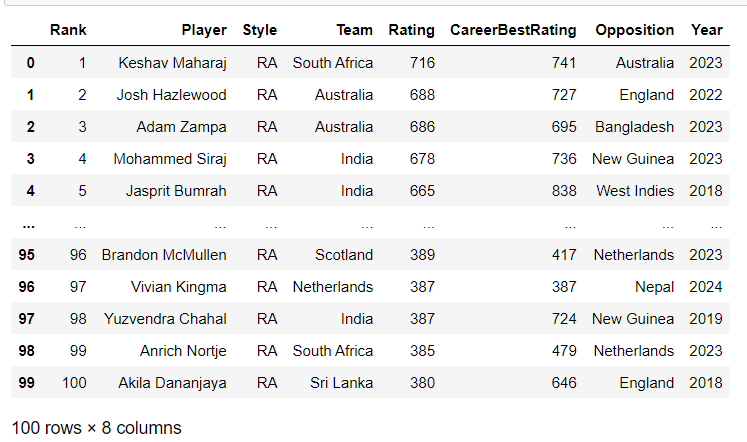 Rank Player Style Team Rating CareerBestRating Opposition Year
0 1 Keshav Maharaj RA South Africa 716 741 Australia 2023
1 2 Josh Hazlewood RA Australia 688 727 England 2022
2 3 Adam Zampa RA Australia 686 695 Bangladesh 2023
3 4 Mohammed Siraj RA India 678 736 New Guinea 2023
4 5 Jasprit Bumrah RA India 665 838 West Indies 2018
... ... ... ... ... ... ... ... ...
95 96 Brandon McMullen RA Scotland 389 417 Netherlands 2023
96 97 Vivian Kingma RA Netherlands 387 387 Nepal 2024
97 98 Yuzvendra Chahal RA India 387 724 New Guinea 2019
98 99 Anrich Nortje RA South Africa 385 479 Netherlands 2023
99 100 Akila Dananjaya RA Sri Lanka 380 646 England 2018
100 rows × 8 columns